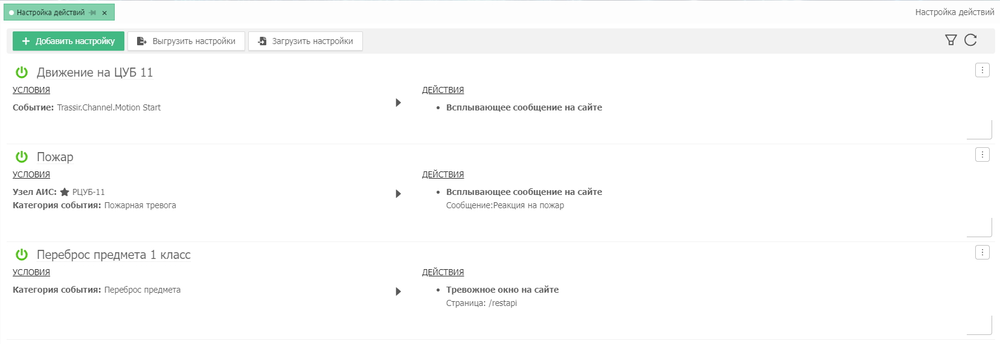 Настройка действий
Настройка действий
Добавить настройку
Выгрузить настройки
Загрузить настройки
Движение на ЦУБ 11
УСЛОВИЯ
ДЕЙСТВИЯ
Событие: Trassir.Channel.Motion Start
Всплывающее сообщение на сайте
Пожар
УСЛОВИЯ
ДЕЙСТВИЯ
Узел АИС: РЦУБ-11
Всплывающее сообщение на сайте
Категория события: Пожарная тревога
Сообщение:Реакция на пожар
Переброс предмета 1 класс
УСЛОВИЯ
ДЕЙСТВИЯ
Категория события: Переброс предмета
Тревожное окно на сайте
Страница: /restapi